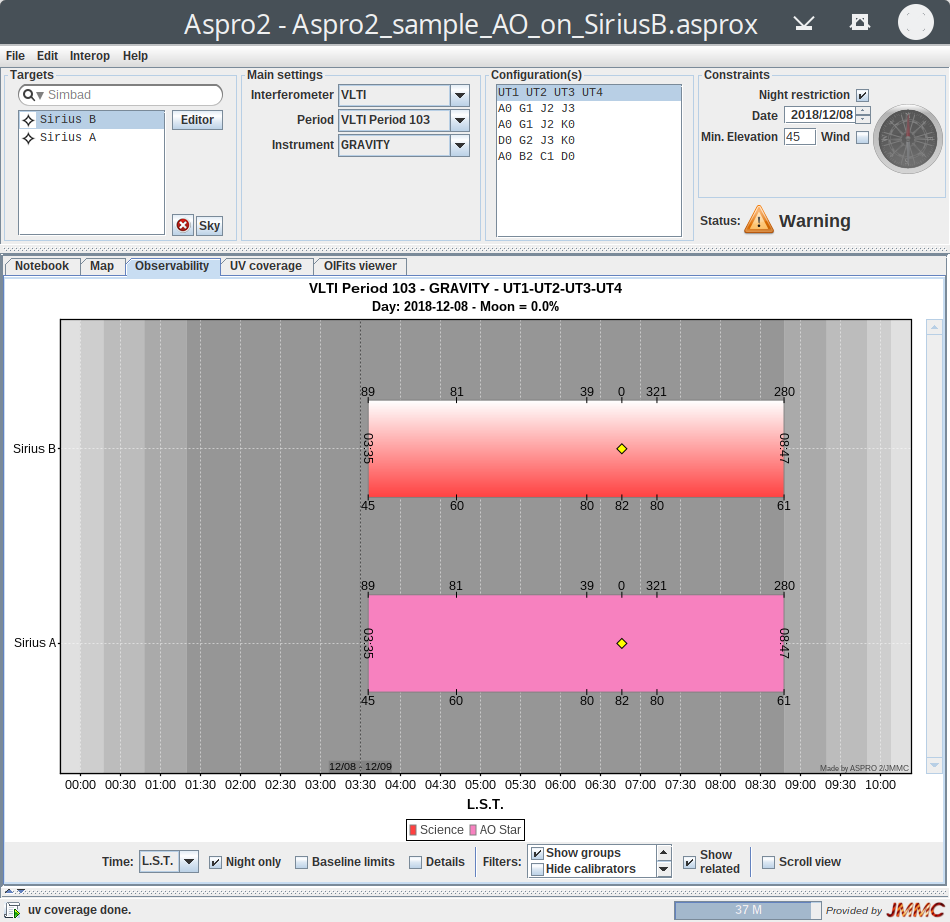 Aspro2 - Aspro2_sample_AO_on_SiriusB.asprox
File Edit Interop Help
Targets
Simbad
Sirius B
Sirius A
Editor
Sky
Main settings
Interferometer VLTI
Period VLTI Period 103
Instrument GRAVITY
Configuration(s)
UT1 UT2 UT3 UT4
A0 G1 J2 J3
A0 G1 J2 K0
D0 G2 J3 K0
A0 B2 C1 D0
Constraints
Night restriction
Date 2018/12/08
Min. Elevation 45 Wind
Status: Warning
Notebook Map Observability UV coverage OIFits viewer
VLTI Period 103 - GRAVITY - UT1-UT2-UT3-UT4
Day: 2018-12-08 - Moon = 0.0%
89 81 39 0 321 280
Sirius B 03:35 08:47
45 60 80 82 80 61
89 81 39 0 321 280
Sirius A 03:35 08:47
45 60 80 82 80 61
12/08 - 12/09
Made by ASPRO 2/JMMC
00:00 00:30 01:00 01:30 02:00 02:30 03:00 03:30 04:00 04:30 05:00 05:30 06:00 06:30 07:00 07:30 08:00 08:30 09:00 09:30 10:00
L.S.T.
Science AO Star
Time: L.S.T. Night only Baseline limits Details Filters: Show groups
Hide calibrators
Show related
Scroll view
uv coverage done.
37 M
Provided by JMMC